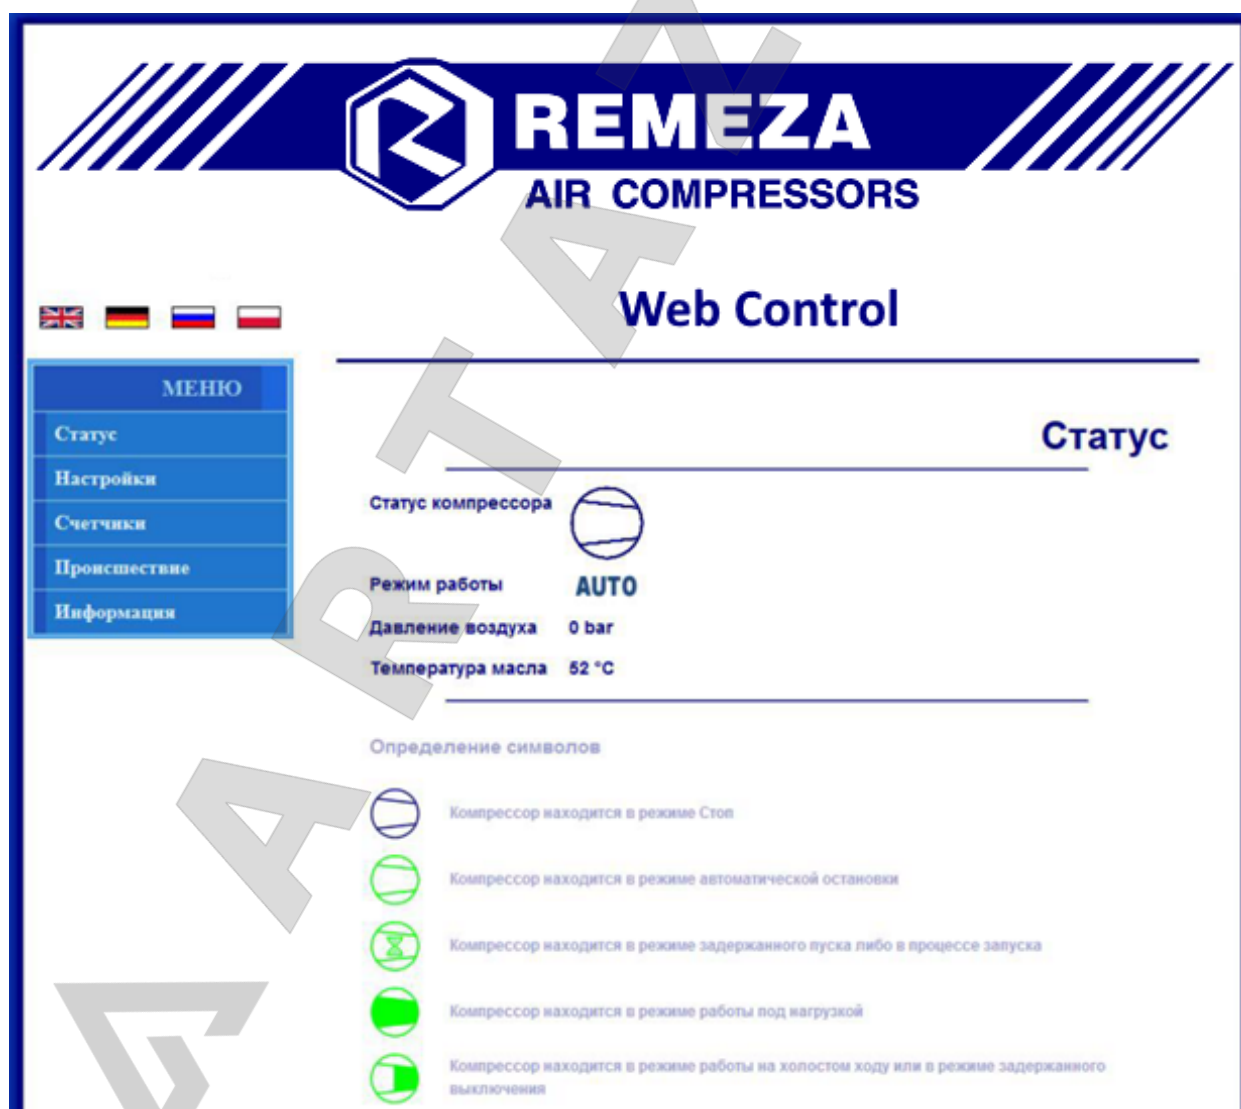 REMEZA
AIR COMPRESSORS
Web Control
МЕНЮ
Статус
Настройки
Счетчики
Происшествие
Информация
Статус
Статус компрессора
Режим работы AUTO
Давление воздуха 0 bar
Температура масла 52 °C
Определение символов
Компрессор находится в режиме Стоп
Компрессор находится в режиме автоматической остановки
Компрессор находится в режиме задержанного пуска либо в процессе запуска
Компрессор находится в режиме работы под нагрузкой
Компрессор находится в режиме работы на холостом ходу или в режиме задержанного
выключения
GARTAZ